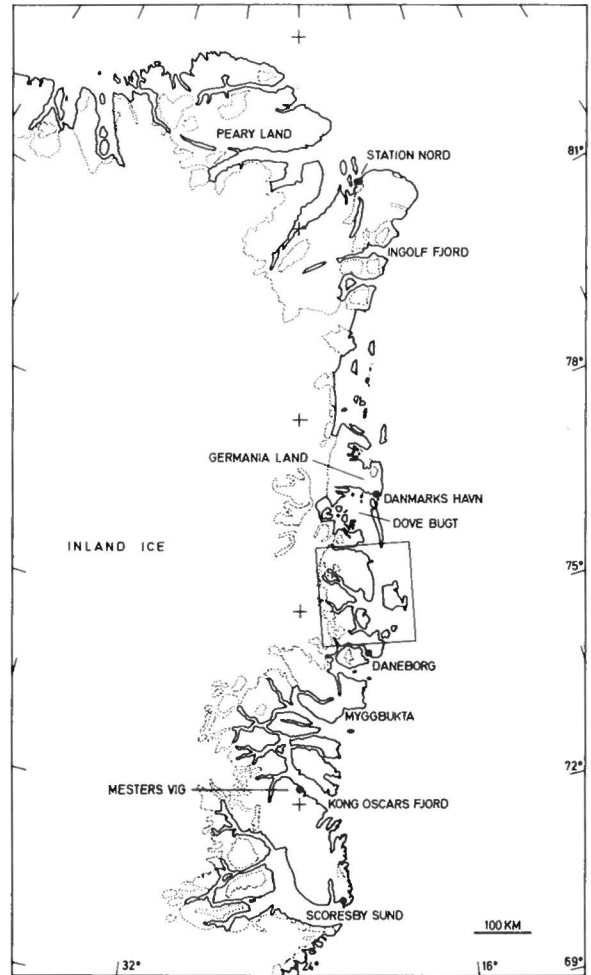 PEARY LAND
STATION NORD
81°
INGOLF FJORD
78°
GERMANIA LAND
DANMARKS HAVN
DOVE BUGT
INLAND ICE
75°
DANEBORG
MYGGBUKTA
72°
MESTERS VIG
KONG OSCARS FJORD
SCORESBY SUND
100 KM
32°
24°
16°
69°